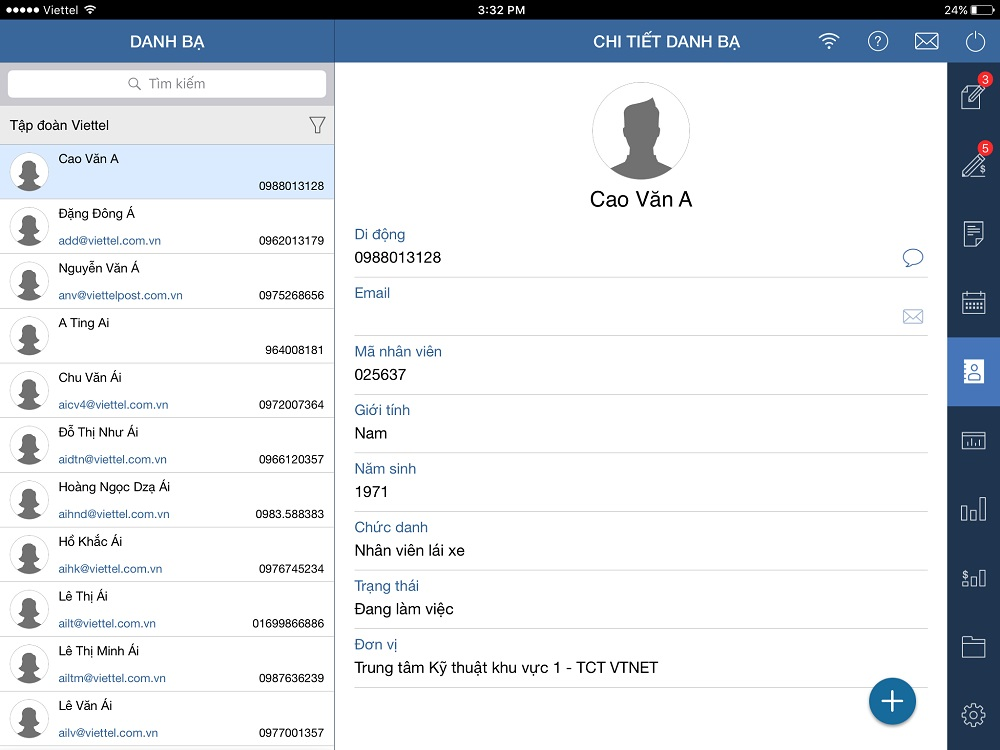 Viettel
3:32 PM
24%
DANH BẠ
CHI TIẾT DANH BẠ
?
Tìm kiếm
Tập đoàn Viettel
Cao Văn A
0988013128
Đặng Đông Á
add@viettel.com.vn 0962013179
Nguyễn Văn Á
anv@viettelpost.com.vn 0975268656
A Ting Ai
964008181
Chu Văn Ái
aicv4@viettel.com.vn 0972007364
Đỗ Thị Như Ái
aidtn@viettel.com.vn 0966120357
Hoàng Ngọc Dzạ Ái
aihnd@viettel.com.vn 0983.588383
Hồ Khắc Ái
aihk@viettel.com.vn 0976745234
Lê Thị Ái
ailt@viettel.com.vn 01699866886
Lê Thị Minh Ái
ailtm@viettel.com.vn 0987636239
Lê Văn Ái
ailv@viettel.com.vn 0977001357
Cao Văn A
Di động
0988013128
Email
Mã nhân viên
025637
Giới tính
Nam
Năm sinh
1971
Chức danh
Nhân viên lái xe
Trạng thái
Đang làm việc
Đơn vị
Trung tâm Kỹ thuật khu vực 1 - TCT VTNET
3
5
$
$